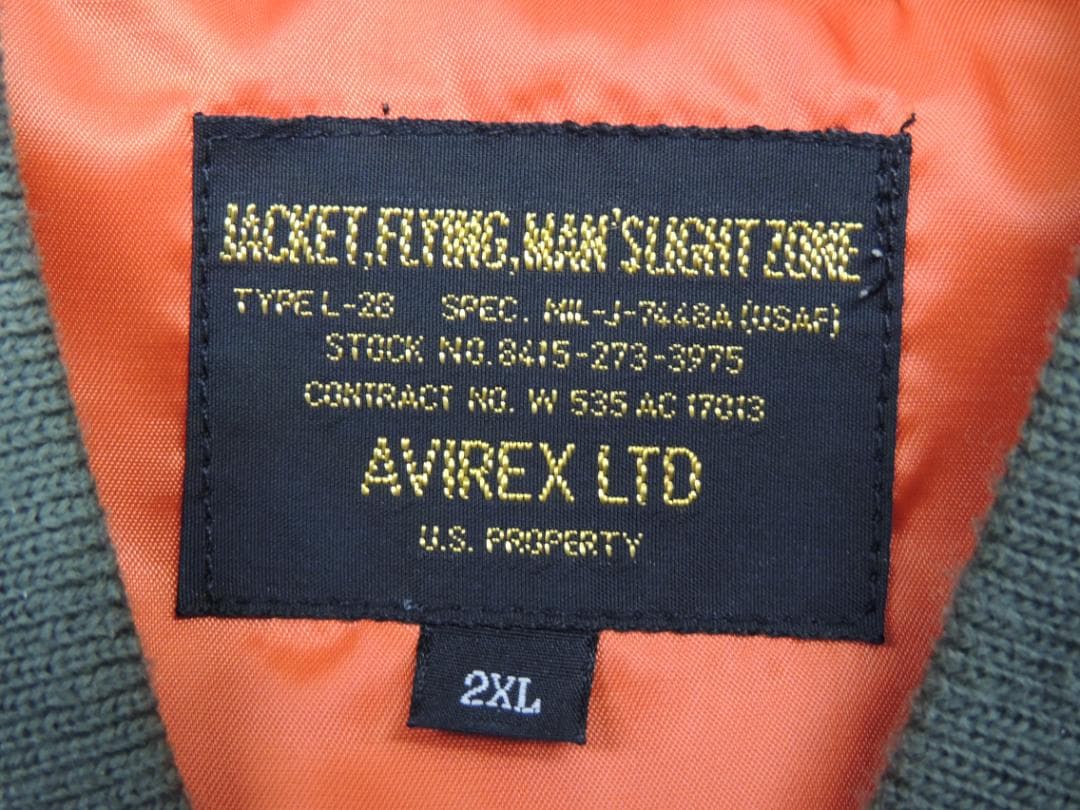 JACKET,FLYING,MAN'S LIGHT ZONE
TYPE L-2B SPEC. MIL-J-7448A (USAF)
STOCK NO. 8415-273-3975
CONTRACT NO. W 535 AC 17013
AVIREX LTD
U.S. PROPERTY
2XL